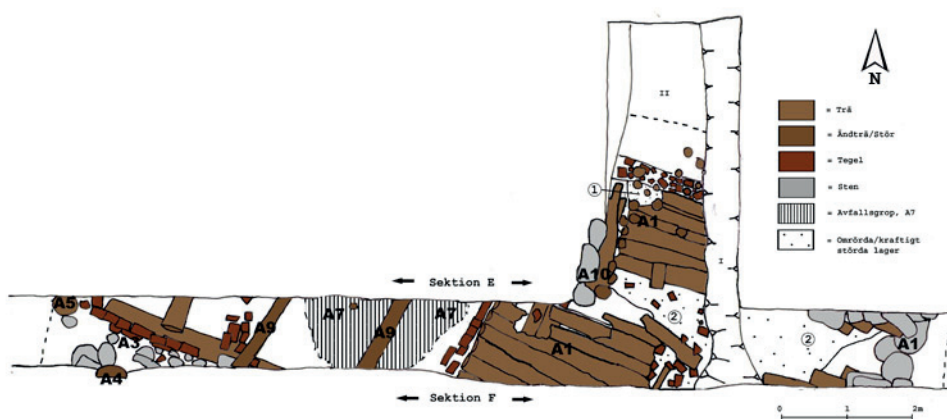 N
II
= Trä
= Ändträ/Stör
= Tegel
= Sten
= Avfallsgrop, A7
= Omrörda/kraftigt
störda lager
1
A1
I
A10
Sektion E
A5
A3
A9
A7
A9
A7
A1
2
2
A1
A4
Sektion F
0 1 2m